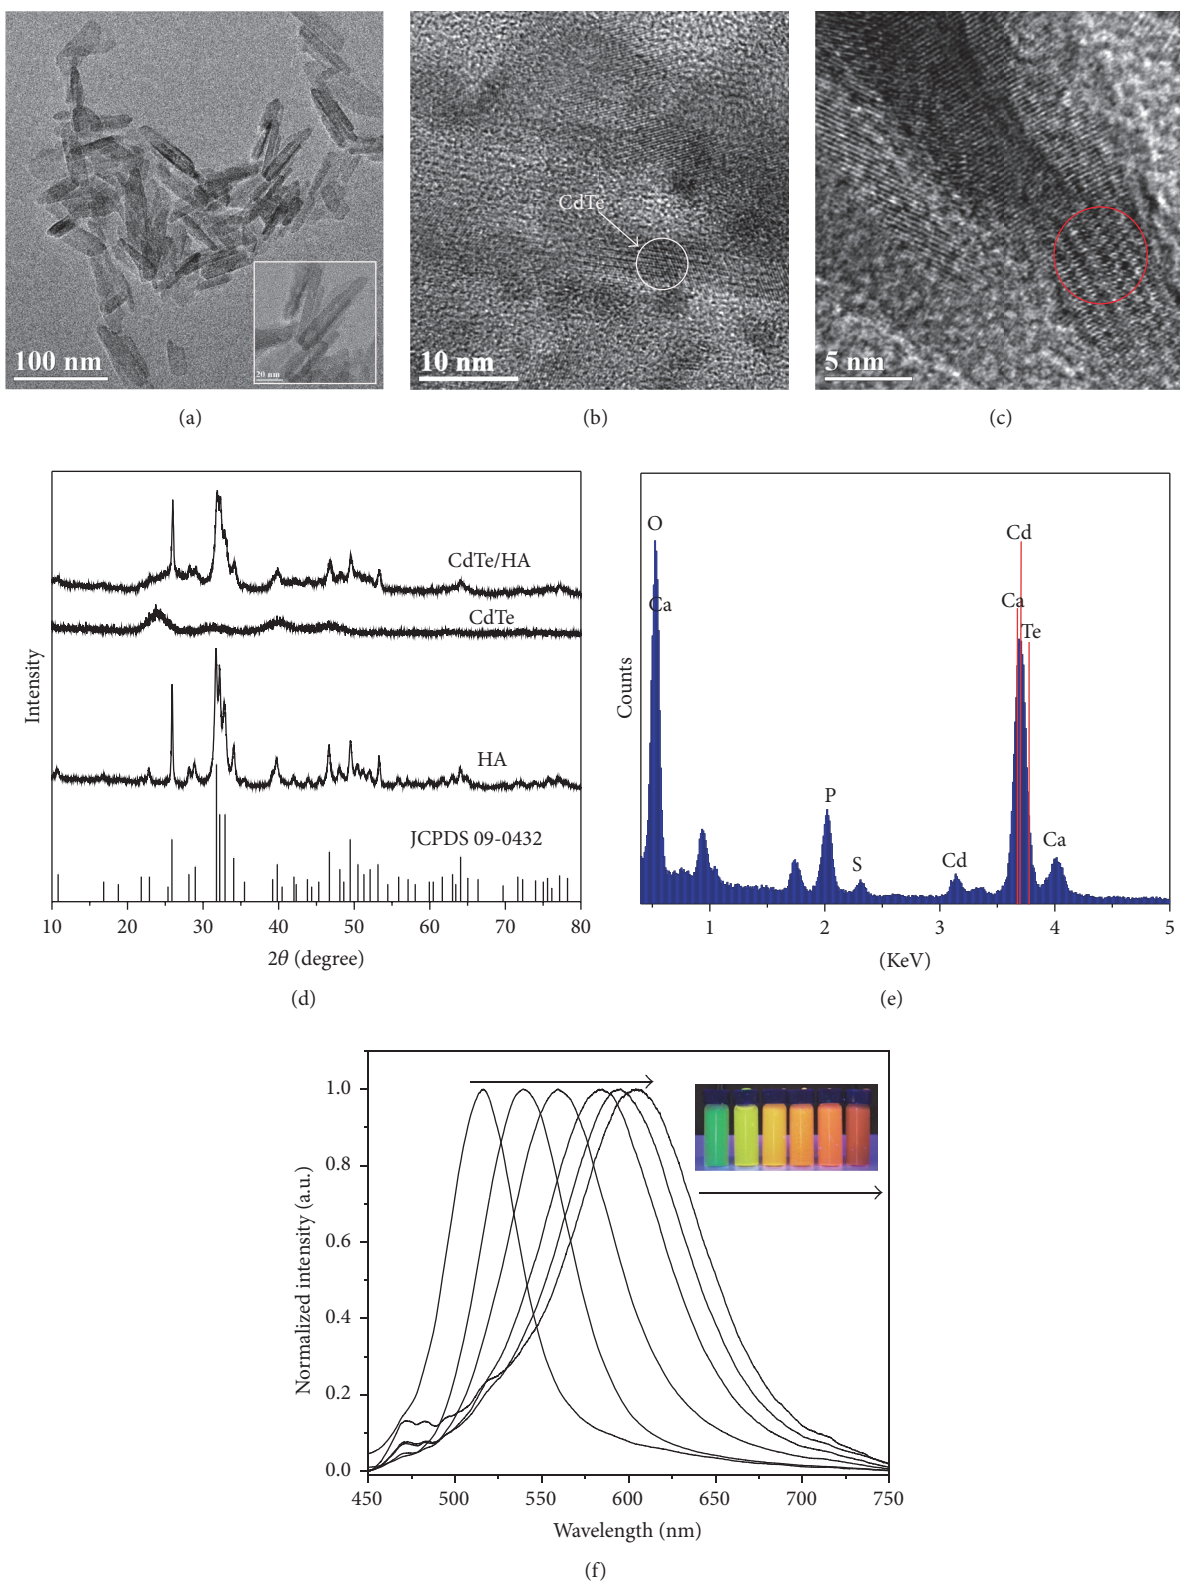 100 nm
20 nm
(a)
CdTe
10 nm
(b)
5 nm
(c)
Intensity
CdTe/HA
CdTe
HA
JCPDS 09-0432
10 20 30 40 50 60 70 80
2θ (degree)
(d)
Counts
O
Ca
P
S
Cd
Cd
Ca
Te
Ca
1 2 3 4 5
(KeV)
(e)
Normalized intensity (a.u.)
1.0
0.8
0.6
0.4
0.2
0.0
450 500 550 600 650 700 750
Wavelength (nm)
(f)